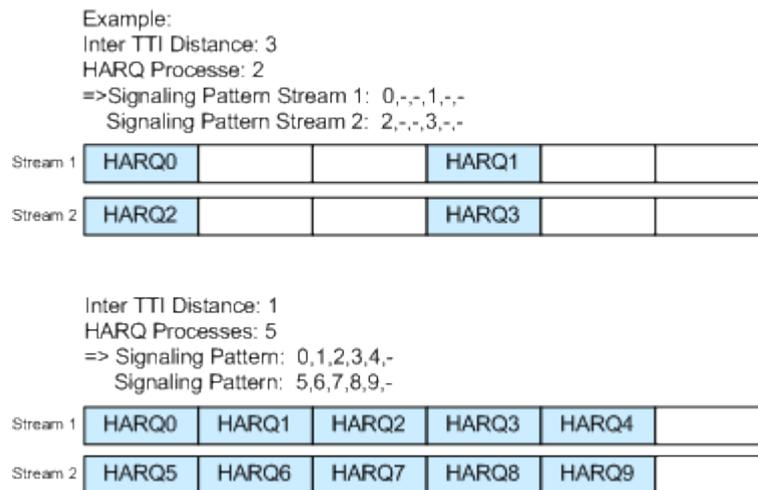 Example:
Inter TTI Distance: 3
HARQ Processe: 2
=>Signaling Pattern Stream 1: 0,-,-,1,-,-
Signaling Pattern Stream 2: 2,-,-,3,-,-
Stream 1 HARQ0 HARQ1
Stream 2 HARQ2 HARQ3
Inter TTI Distance: 1
HARQ Processes: 5
=> Signaling Pattern: 0,1,2,3,4,-
Signaling Pattern: 5,6,7,8,9,-
Stream 1 HARQ0 HARQ1 HARQ2 HARQ3 HARQ4
Stream 2 HARQ5 HARQ6 HARQ7 HARQ8 HARQ9